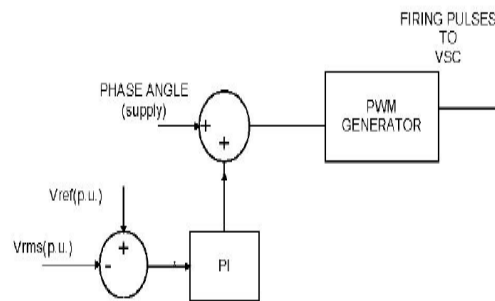 FIRING PULSES
TO
VSC
PHASE ANGLE
(supply)
+
+
PWM
GENERATOR
Vref(p.u.)
+
Vrms(p.u.)
-
PI